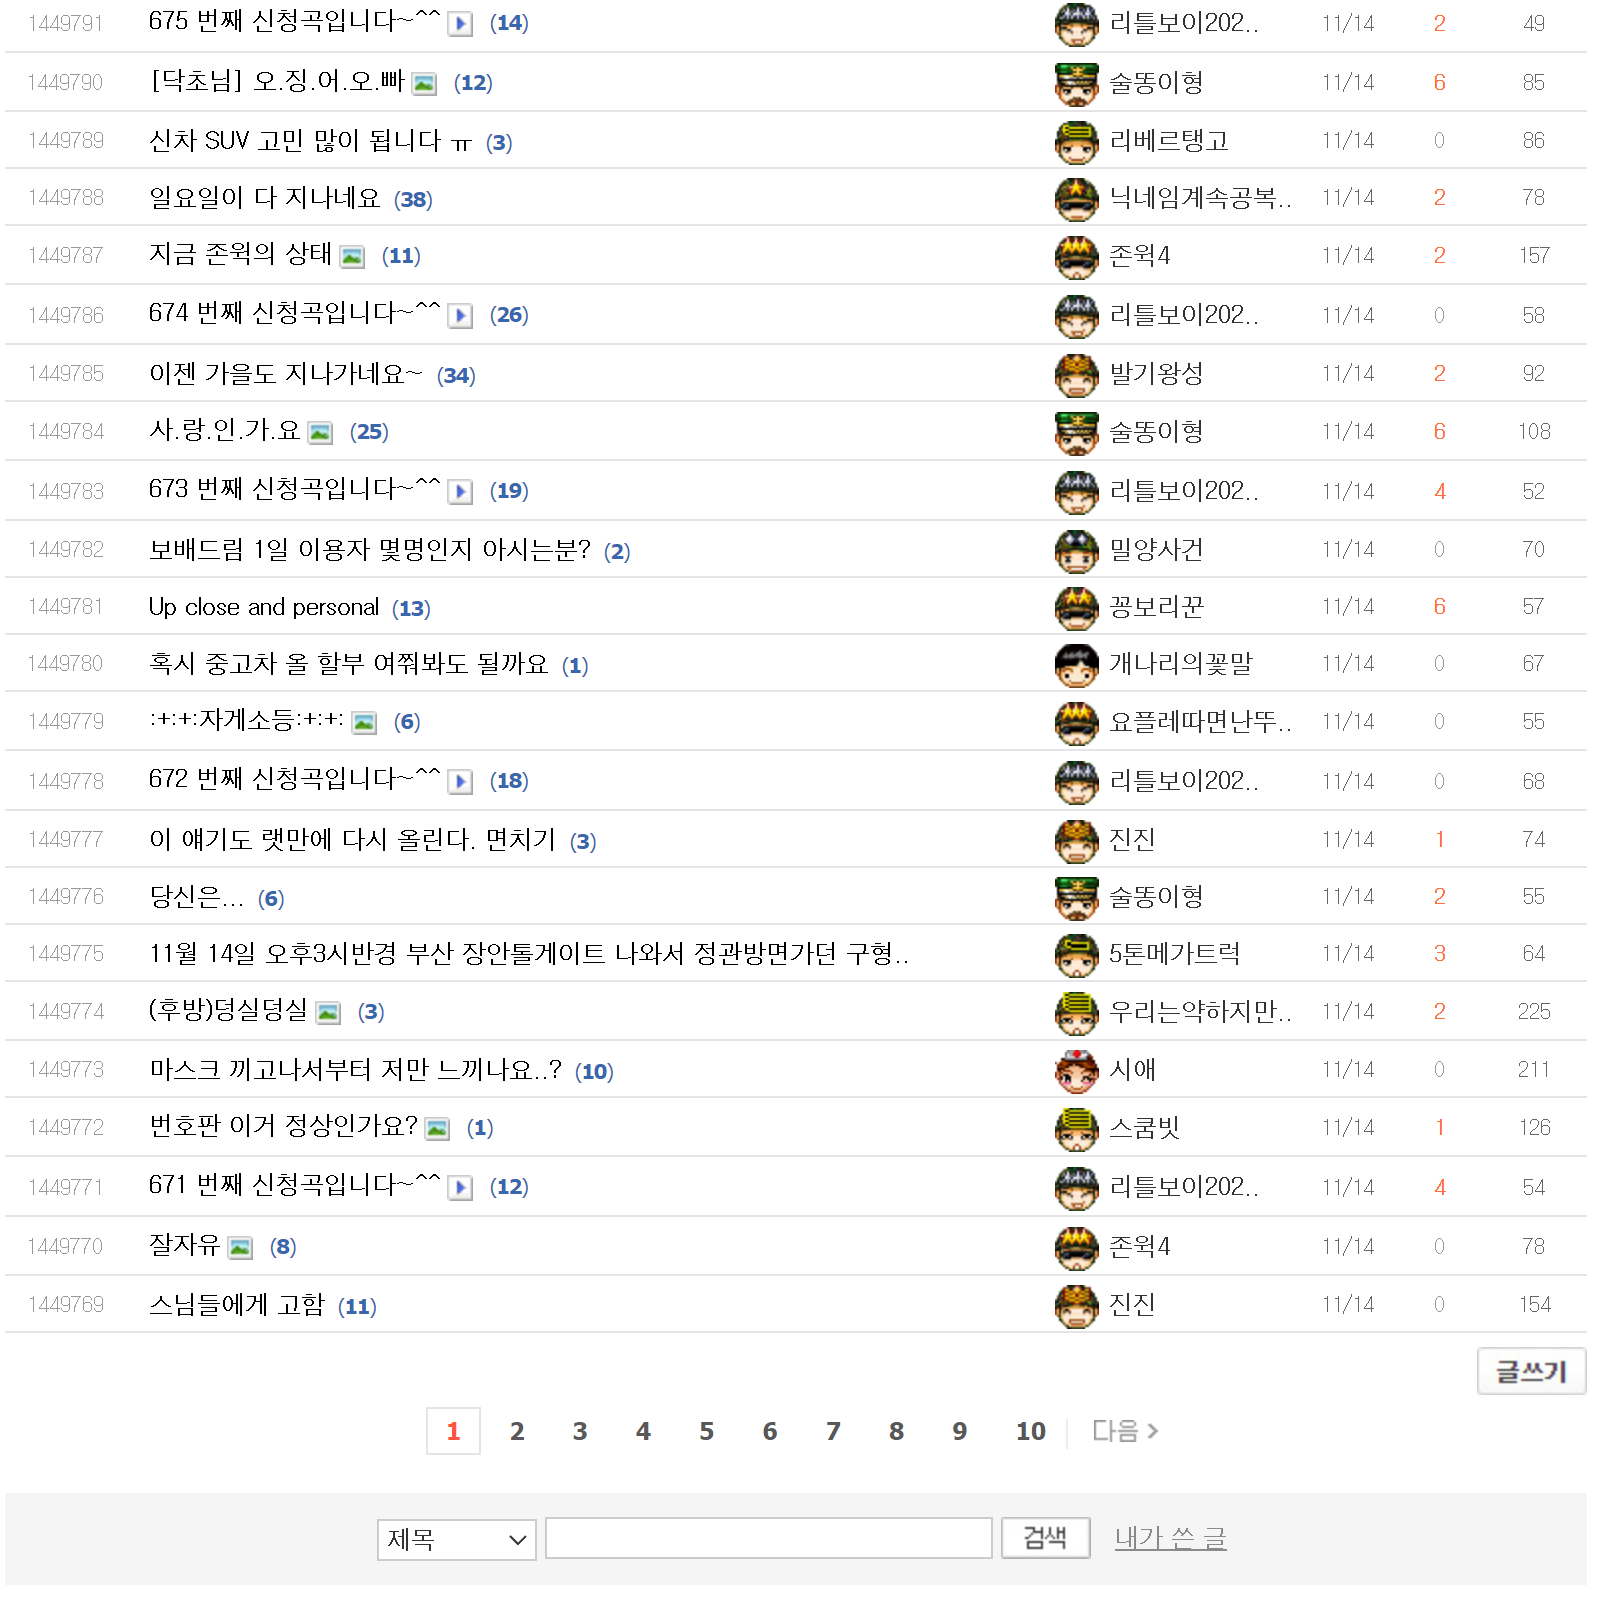 1449791 675 번째 신청곡입니다~^^ (14) 리틀보이202.. 11/14 2 49
1449790 [닥초님] 오.징.어.오.빠 (12) 술똥이형 11/14 6 85
1449789 신차 SUV 고민 많이 됩니다 ㅠ (3) 리베르탱고 11/14 0 86
1449788 일요일이 다 지나네요 (38) 닉네임계속공복.. 11/14 2 78
1449787 지금 존윅의 상태 (11) 존윅4 11/14 2 157
1449786 674 번째 신청곡입니다~^^ (26) 리틀보이202.. 11/14 0 58
1449785 이젠 가을도 지나가네요~ (34) 발기왕성 11/14 2 92
1449784 사.랑.인.가.요 (25) 술똥이형 11/14 6 108
1449783 673 번째 신청곡입니다~^^ (19) 리틀보이202.. 11/14 4 52
1449782 보배드림 1일 이용자 몇명인지 아시는분? (2) 밀양사건 11/14 0 70
1449781 Up close and personal (13) 꽁보리꾼 11/14 6 57
1449780 혹시 중고차 올 할부 여쭤봐도 될까요 (1) 개나리의꽃말 11/14 0 67
1449779 :+:+:자게소등:+:+: (6) 요플레따면난뚜.. 11/14 0 55
1449778 672 번째 신청곡입니다~^^ (18) 리틀보이202.. 11/14 0 68
1449777 이 얘기도 랫만에 다시 올린다. 면치기 (3) 진진 11/14 1 74
1449776 당신은... (6) 술똥이형 11/14 2 55
1449775 11월 14일 오후3시반경 부산 장안톨게이트 나와서 정관방면가던 구형.. 5톤메가트럭 11/14 3 64
1449774 (후방)덩실덩실 (3) 우리는약하지만.. 11/14 2 225
1449773 마스크 끼고나서부터 저만 느끼나요..? (10) 시애 11/14 0 211
1449772 번호판 이거 정상인가요? (1) 스쿰빗 11/14 1 126
1449771 671 번째 신청곡입니다~^^ (12) 리틀보이202.. 11/14 4 54
1449770 잘자유 (8) 존윅4 11/14 0 78
1449769 스님들에게 고함 (11) 진진 11/14 0 154
글쓰기
1 2 3 4 5 6 7 8 9 10 다음 >
제목 검색 내가 쓴 글